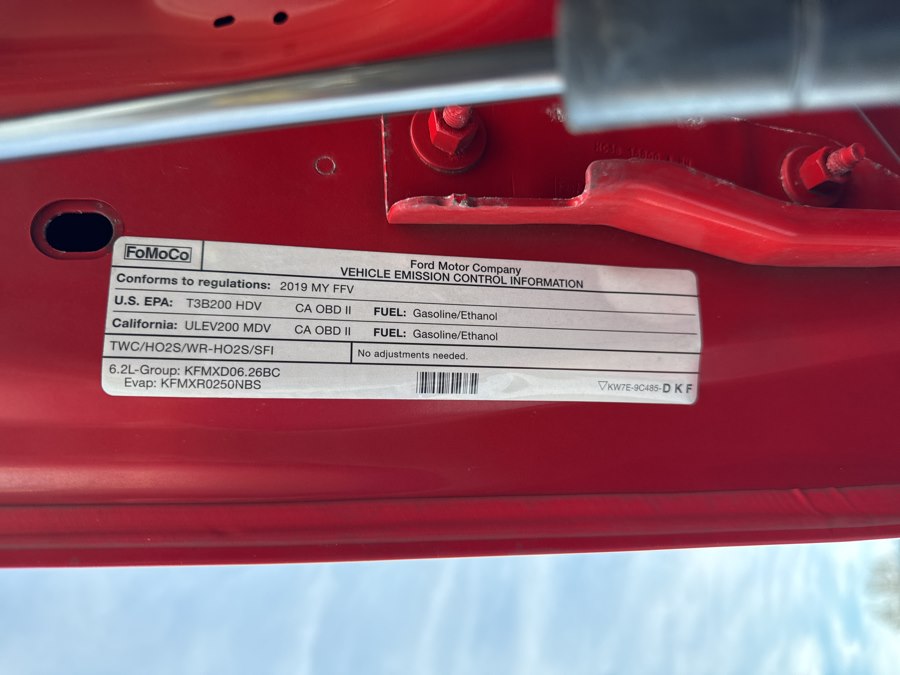 FoMoCo
Ford Motor Company
VEHICLE EMISSION CONTROL INFORMATION
Conforms to regulations: 2019 MY FFV
U.S. EPA: T3B200 HDV CA OBD II FUEL: Gasoline/Ethanol
California: ULEV200 MDV CA OBD II FUEL: Gasoline/Ethanol
TWC/HO2S/WR-HO2S/SFI No adjustments needed.
6.2L-Group: KFMXD06.26BC
Evap: KFMXR0250NBS
▽KW7E-9C485-DKF